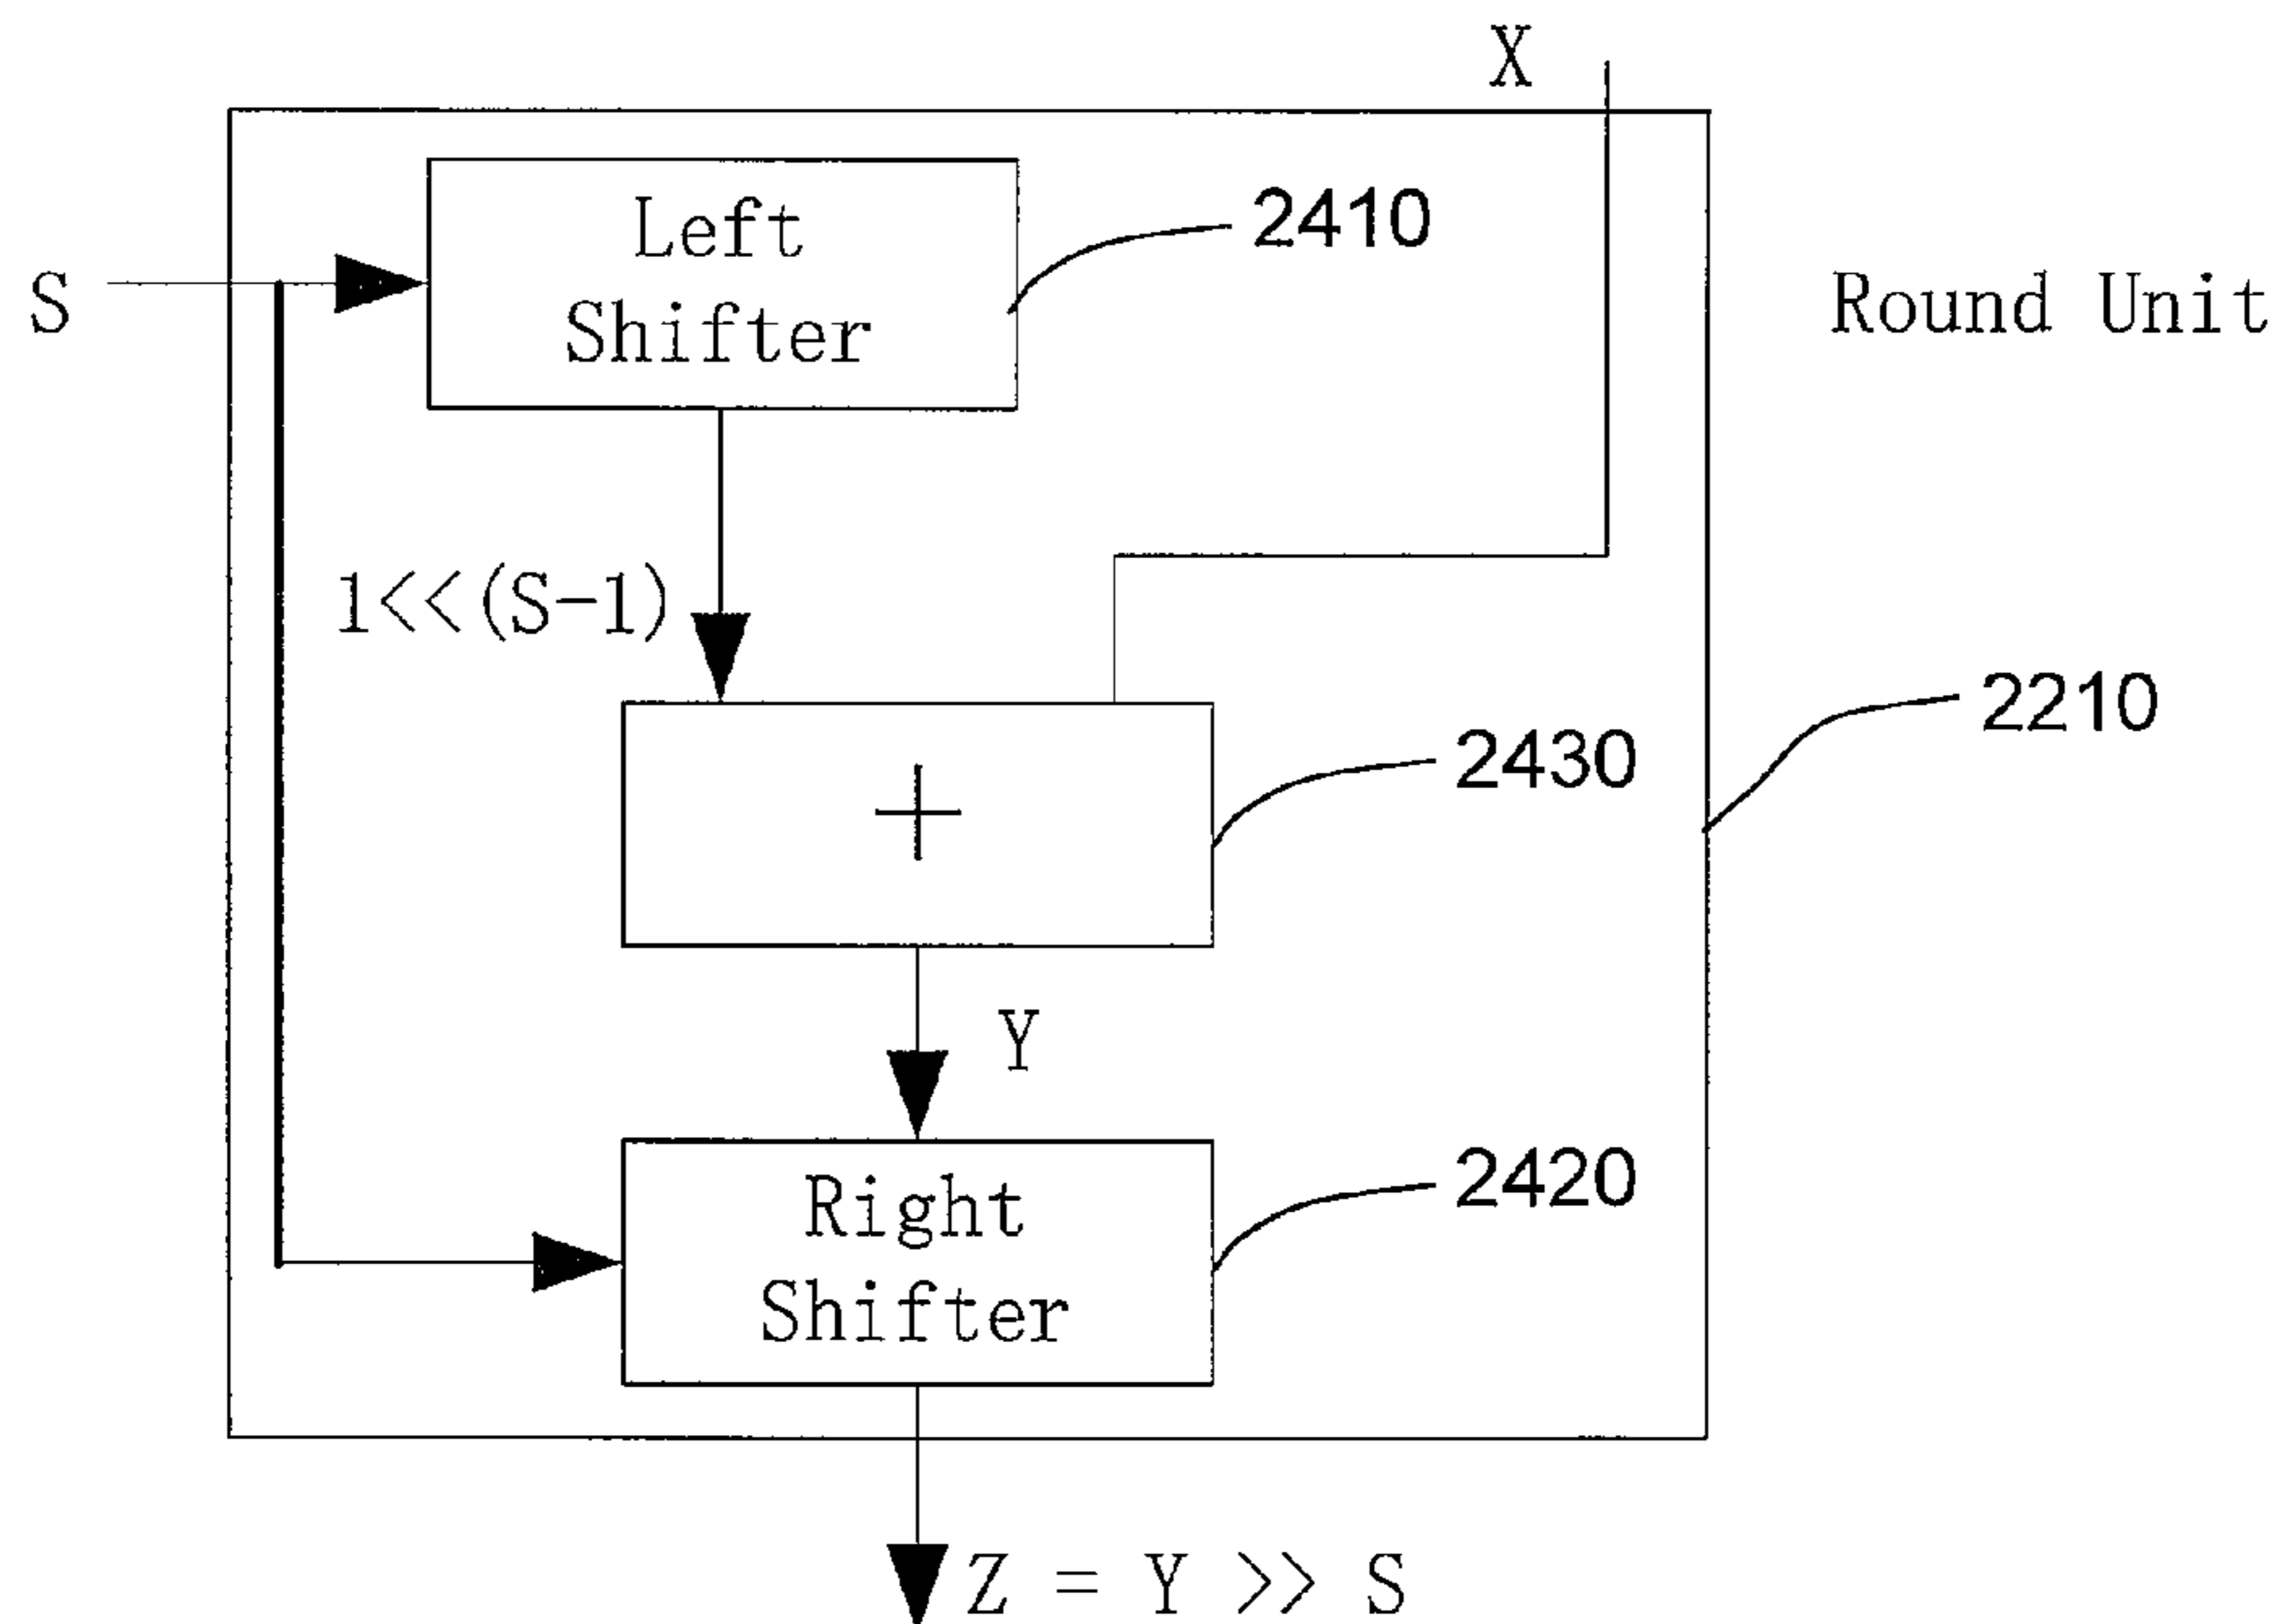 X
Left
Shifter
2410
S
Round Unit
1<<(S-1)
2210
+
2430
Y
Right
Shifter
2420
Z = Y >> S